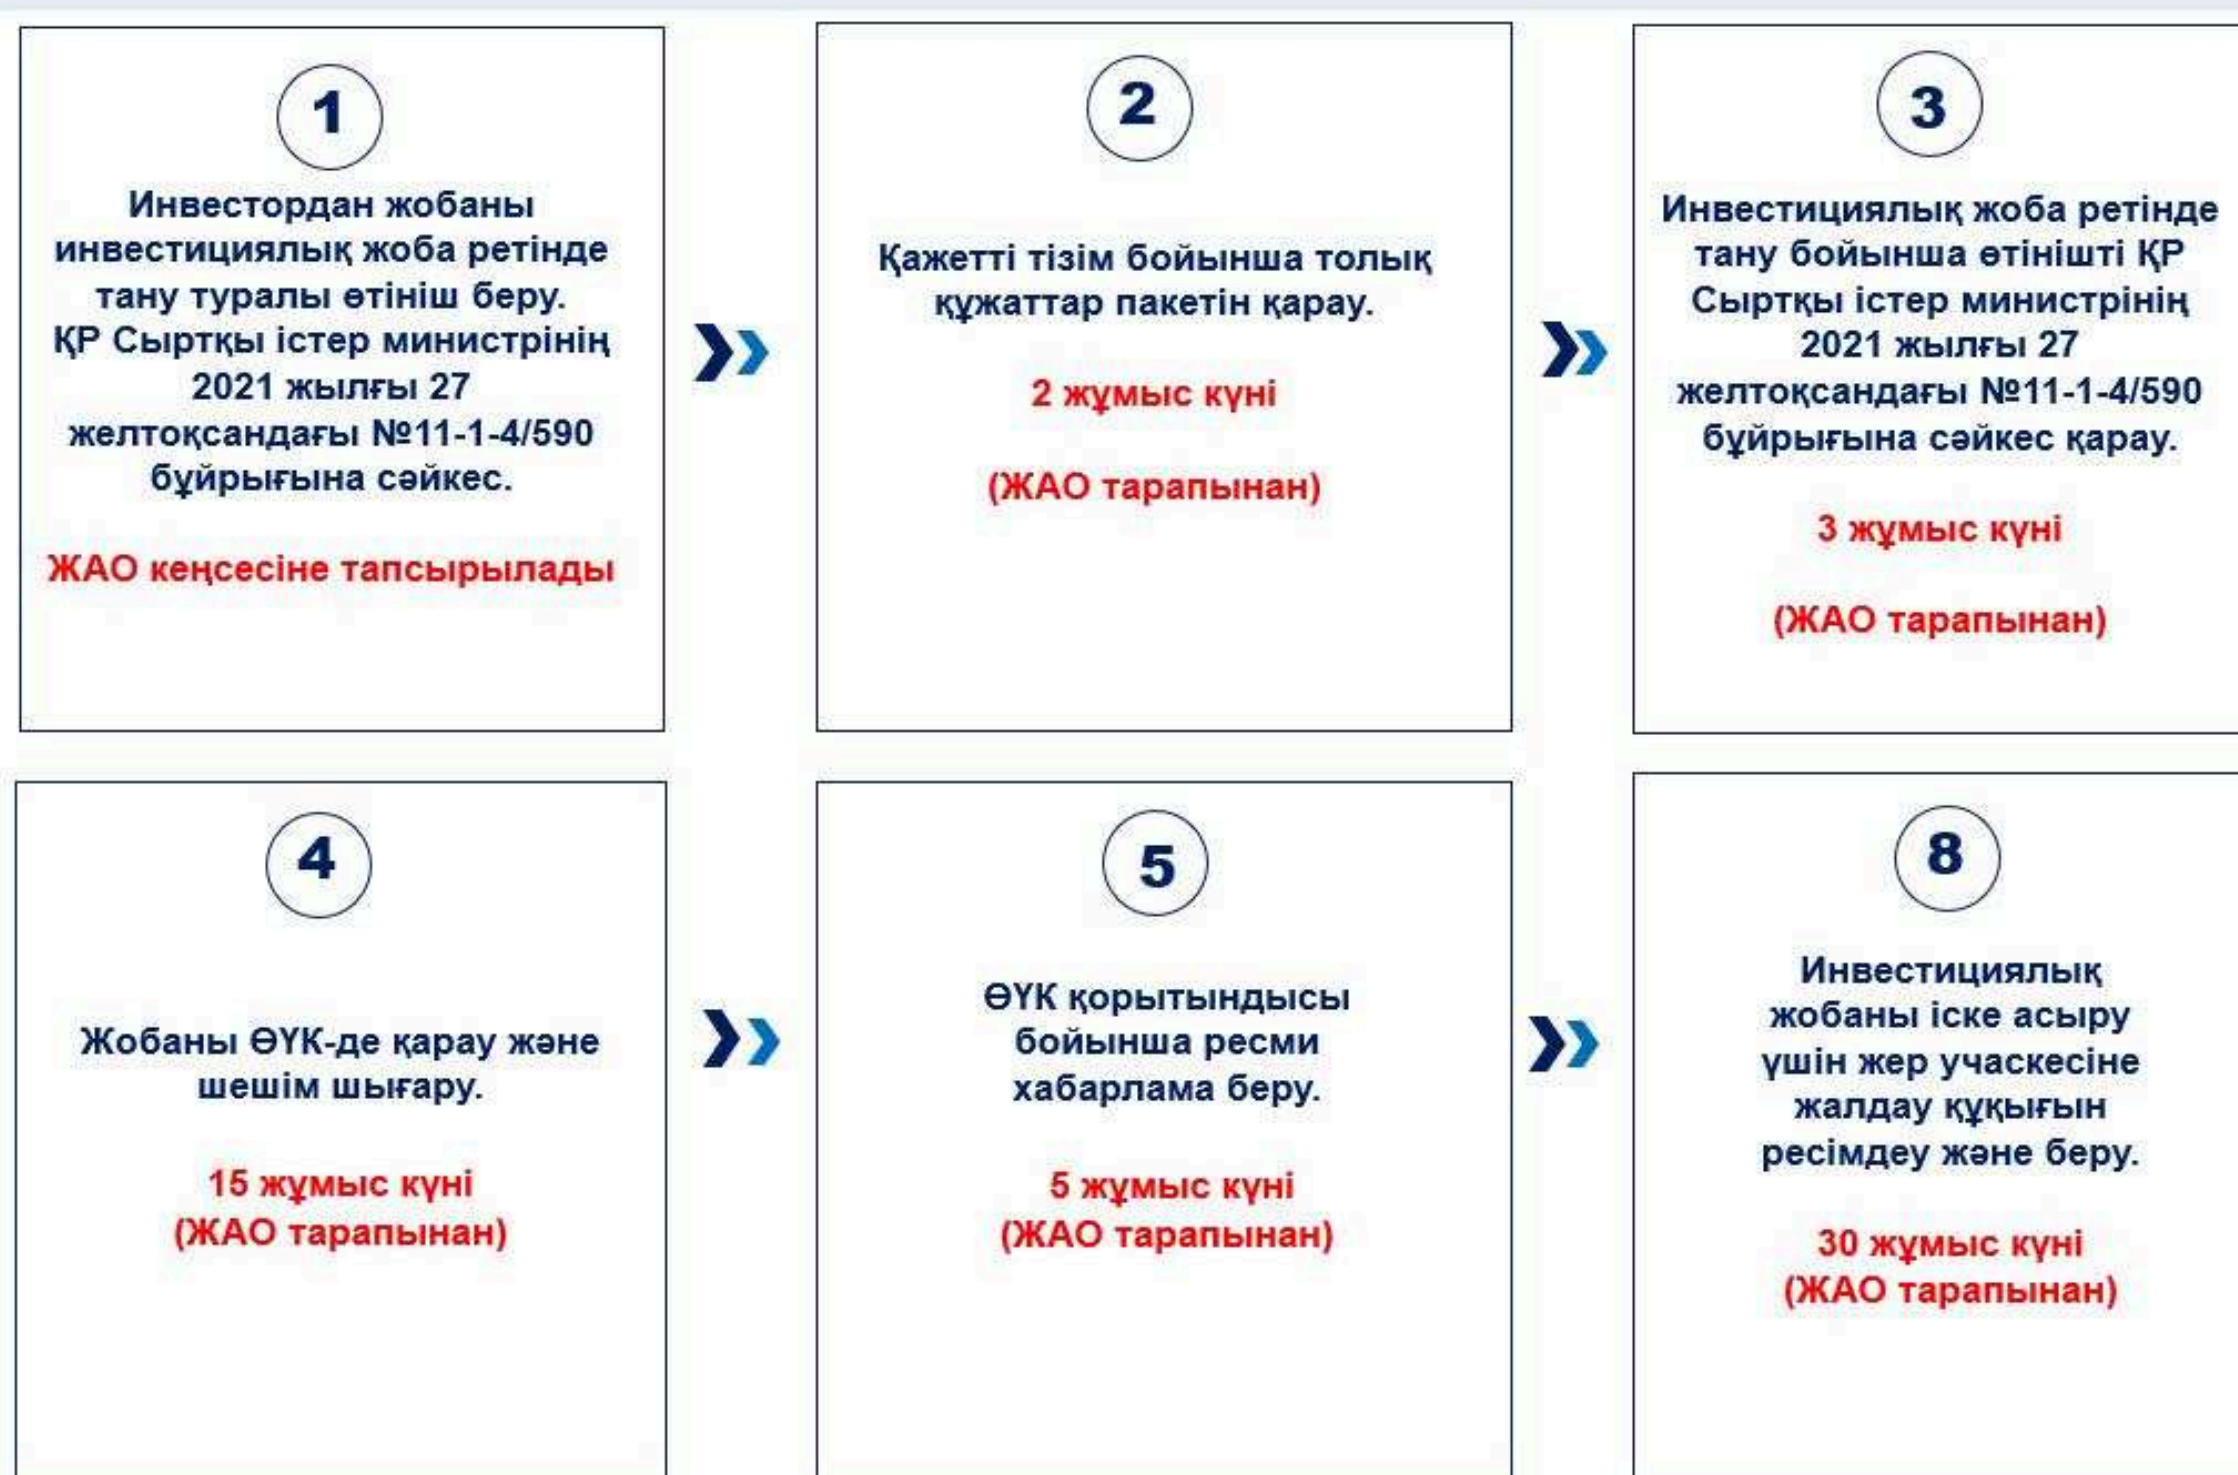 1
Инвестордан жобаны
инвестициялық жоба ретінде
тану туралы өтініш беру.
ҚР Сыртқы істер министрінің
2021 жылғы 27
желтоқсандағы №11-1-4/590
бұйрығына сәйкес.
ЖАО кеңсесіне тапсырылады
2
Қажетті тізім бойынша толық
құжаттар пакетін қарау.
2 жұмыс күні
(ЖАО тарапынан)
3
Инвестициялық жоба ретінде
тану бойынша өтінішті ҚР
Сыртқы істер министрінің
2021 жылғы 27
желтоқсандағы №11-1-4/590
бұйрығына сәйкес қарау.
3 жұмыс күні
(ЖАО тарапынан)
4
Жобаны ӨҮК-де қарау және
шешім шығару.
15 жұмыс күні
(ЖАО тарапынан)
5
ӨҮК қорытындысы
бойынша ресми
хабарлама беру.
5 жұмыс күні
(ЖАО тарапынан)
8
Инвестициялық
жобаны іске асыру
үшін жер учаскесіне
жалдау құқығын
ресімдеу және беру.
30 жұмыс күні
(ЖАО тарапынан)